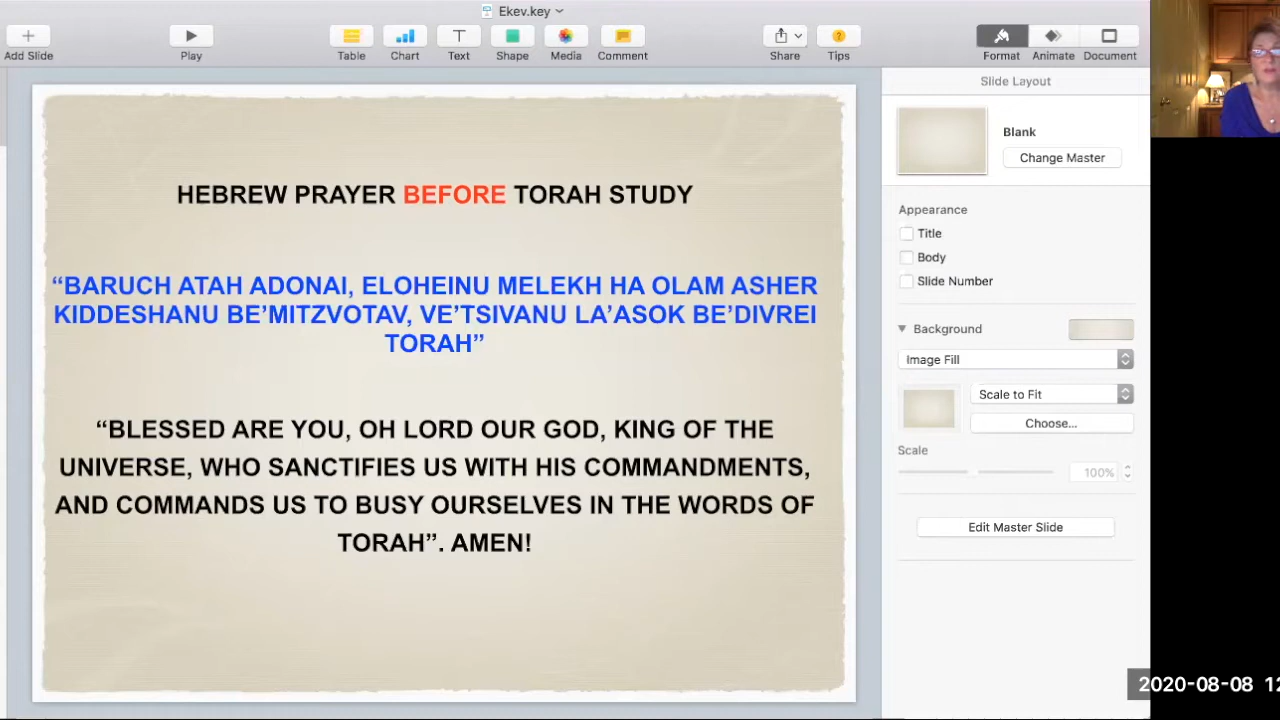 Ekev.key
Add Slide
Play
Table
Chart
Text
Shape
Media
Comment
Share
Tips
Format
Animate
Document
HEBREW PRAYER BEFORE TORAH STUDY
“BARUCH ATAH ADONAI, ELOHEINU MELEKH HA OLAM ASHER
KIDDESHANU BE’MITZVOTAV, VE’TSIVANU LA’ASOK BE’DIVREI
TORAH”
“BLESSED ARE YOU, OH LORD OUR GOD, KING OF THE
UNIVERSE, WHO SANCTIFIES US WITH HIS COMMANDMENTS,
AND COMMANDS US TO BUSY OURSELVES IN THE WORDS OF
TORAH”. AMEN!
Slide Layout
Blank
Change Master
Appearance
Title
Body
Slide Number
Background
Image Fill
Scale to Fit
Choose...
Scale
100%
Edit Master Slide
2020-08-08 12